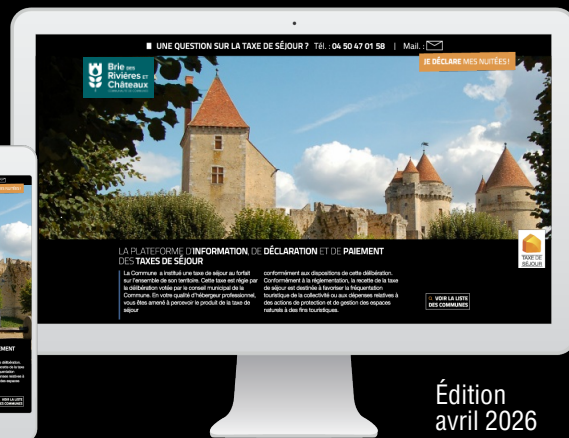 UNE QUESTION SUR LA TAXE DE SÉJOUR ? Tél. : 04 50 47 01 58 | Mail. :
JE DÉCLARE MES NUITÉES !
Brie DES
Rivières ET
Châteaux
LA PLATEFORME D'INFORMATION, DE DÉCLARATION ET DE PAIEMENT
DES TAXES DE SÉJOUR
La Commune a institué une taxe de séjour au forfait
sur l'ensemble de son territoire. Cette taxe est régie par
la délibération votée par le conseil municipal de la
Commune. En votre qualité d'hébergeur professionnel,
vous êtes amené à percevoir le produit de la taxe de
séjour
conformément aux dispositions de cette délibération.
Conformément à la réglementation, la recette de la taxe
de séjour est destinée à favoriser la fréquentation
touristique de la collectivité ou aux dépenses relatives à
des actions de protection et de gestion des espaces
naturels à des fins touristiques.
TAXE DE
SÉJOUR
VOIR LA LISTE
DES COMMUNES
Édition
avril 2026